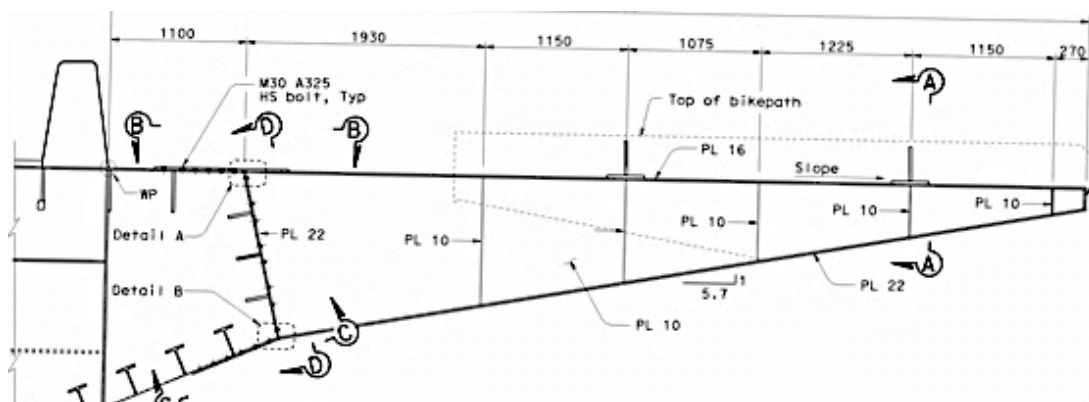 1100 1930 1150 1075 1225 1150 270
M30 A325
HS bolt, Typ
A
B D B
Top of bikepath
PL 16
Slope
WP
Detail A
PL 22
PL 10
PL 10
PL 10
PL 10
A
Detail B
1
5.7
PL 22
C
PL 10
D